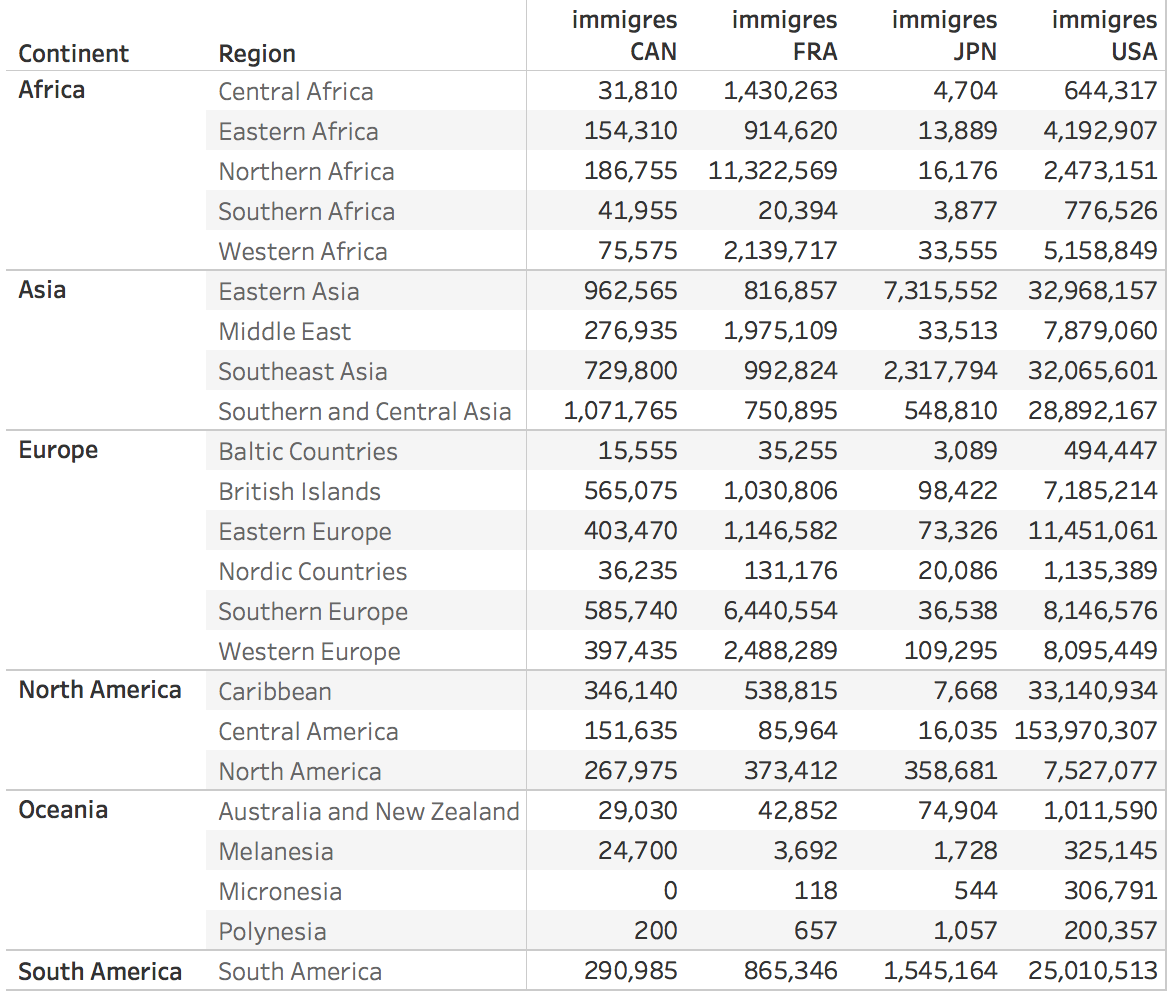 immigres immigres immigres immigres
Continent Region CAN FRA JPN USA
Africa Central Africa 31,810 1,430,263 4,704 644,317
Eastern Africa 154,310 914,620 13,889 4,192,907
Northern Africa 186,755 11,322,569 16,176 2,473,151
Southern Africa 41,955 20,394 3,877 776,526
Western Africa 75,575 2,139,717 33,555 5,158,849
Asia Eastern Asia 962,565 816,857 7,315,552 32,968,157
Middle East 276,935 1,975,109 33,513 7,879,060
Southeast Asia 729,800 992,824 2,317,794 32,065,601
Southern and Central Asia 1,071,765 750,895 548,810 28,892,167
Europe Baltic Countries 15,555 35,255 3,089 494,447
British Islands 565,075 1,030,806 98,422 7,185,214
Eastern Europe 403,470 1,146,582 73,326 11,451,061
Nordic Countries 36,235 131,176 20,086 1,135,389
Southern Europe 585,740 6,440,554 36,538 8,146,576
Western Europe 397,435 2,488,289 109,295 8,095,449
North America Caribbean 346,140 538,815 7,668 33,140,934
Central America 151,635 85,964 16,035 153,970,307
North America 267,975 373,412 358,681 7,527,077
Oceania Australia and New Zealand 29,030 42,852 74,904 1,011,590
Melanesia 24,700 3,692 1,728 325,145
Micronesia 0 118 544 306,791
Polynesia 200 657 1,057 200,357
South America South America 290,985 865,346 1,545,164 25,010,513